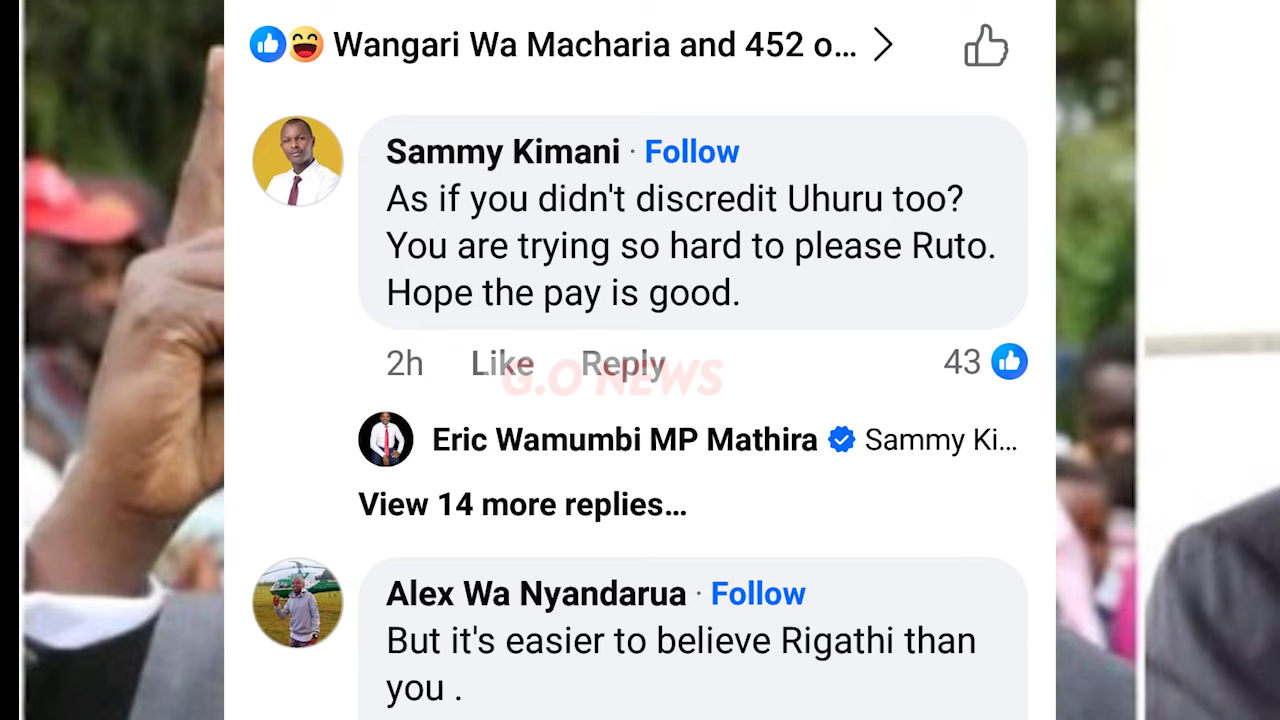 Wangari Wa Macharia and 452 o...
Sammy Kimani · Follow
As if you didn't discredit Uhuru too?
You are trying so hard to please Ruto.
Hope the pay is good.
2h Like Reply 43
G.O NEWS
Eric Wamumbi MP Mathira Sammy Ki...
View 14 more replies...
Alex Wa Nyandarua · Follow
But it's easier to believe Rigathi than
you .